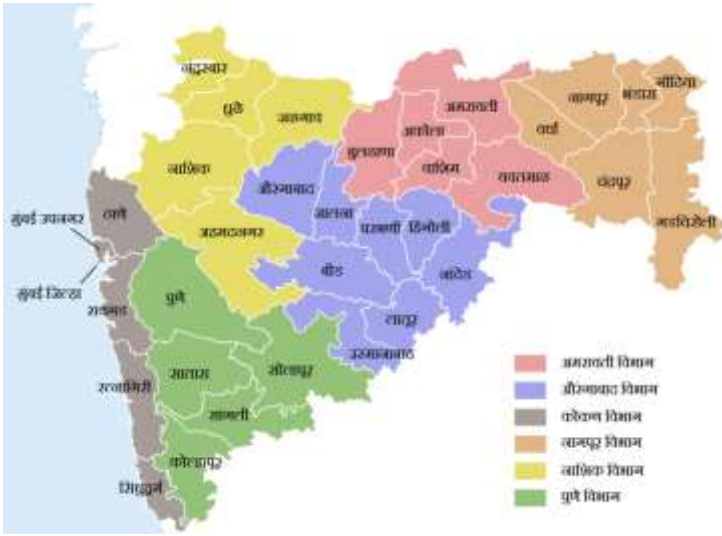 नंदुरबार
धुळे
जळगाव
नाशिक
अहमदनगर
बुलढाणा
अकोला
अमरावती
वाशिम
यवतमाळ
वर्धा
नागपूर
भंडारा
गोंदिया
चंद्रपूर
गडचिरोली
औरंगाबाद
जालना
परभणी
हिंगोली
बीड
नांदेड
लातूर
उस्मानाबाद
ठाणे
मुंबई उपनगर
मुंबई जिल्हा
रायगड
रत्नागिरी
सिंधुदुर्ग
पुणे
सातारा
सोलापूर
सांगली
कोल्हापूर
अमरावती विभाग
औरंगाबाद विभाग
कोकण विभाग
नागपूर विभाग
नाशिक विभाग
पुणे विभाग